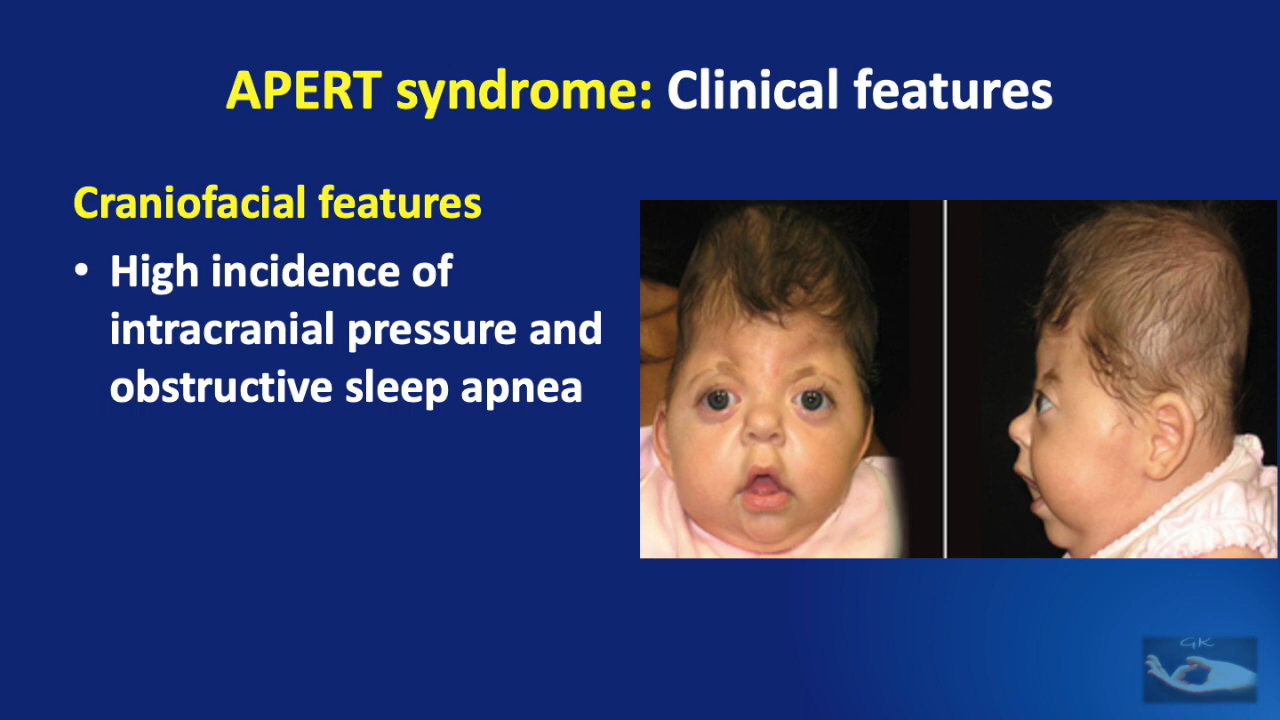 APERT syndrome: Clinical features
Craniofacial features
• High incidence of
intracranial pressure and
obstructive sleep apnea
GK